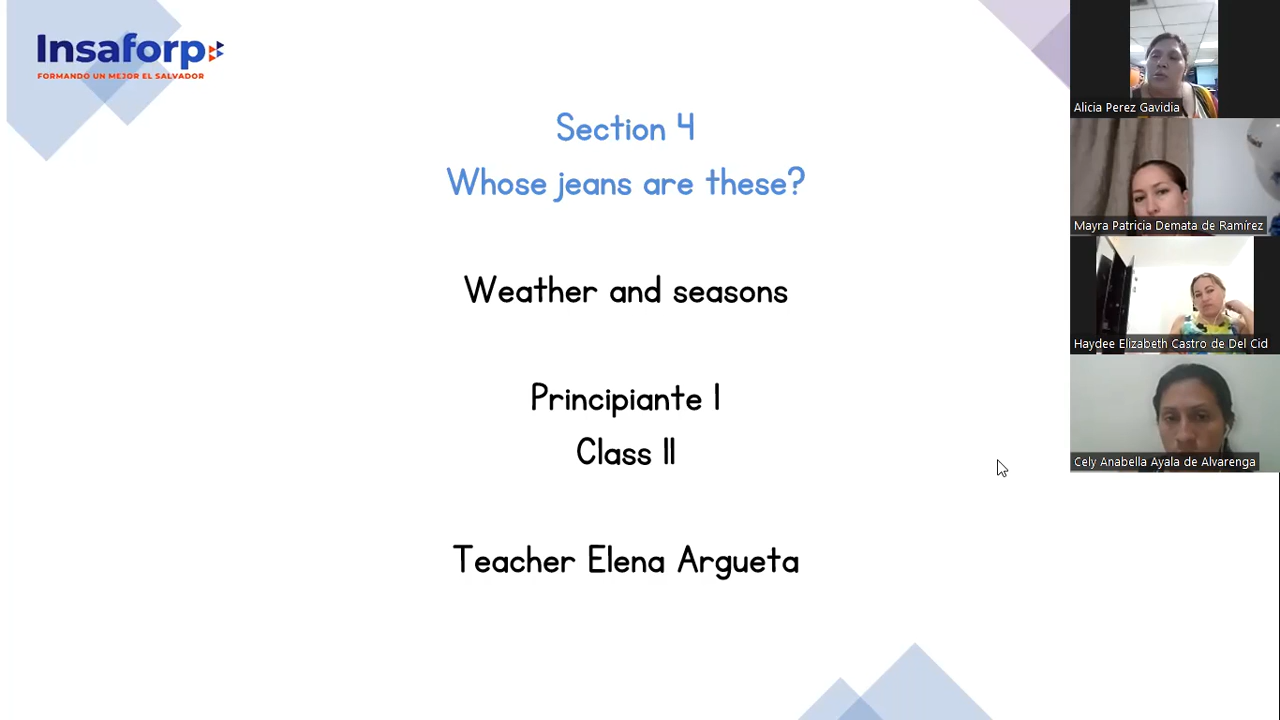 Insaforp
FORMANDO UN MEJOR EL SALVADOR
Section 4
Whose jeans are these?
Weather and seasons
Principiante I
Class II
Teacher Elena Argueta
Alicia Perez Gavidia
Mayra Patricia Demata de Ramírez
Haydee Elizabeth Castro de Del Cid
Cely Anabella Ayala de Alvarenga